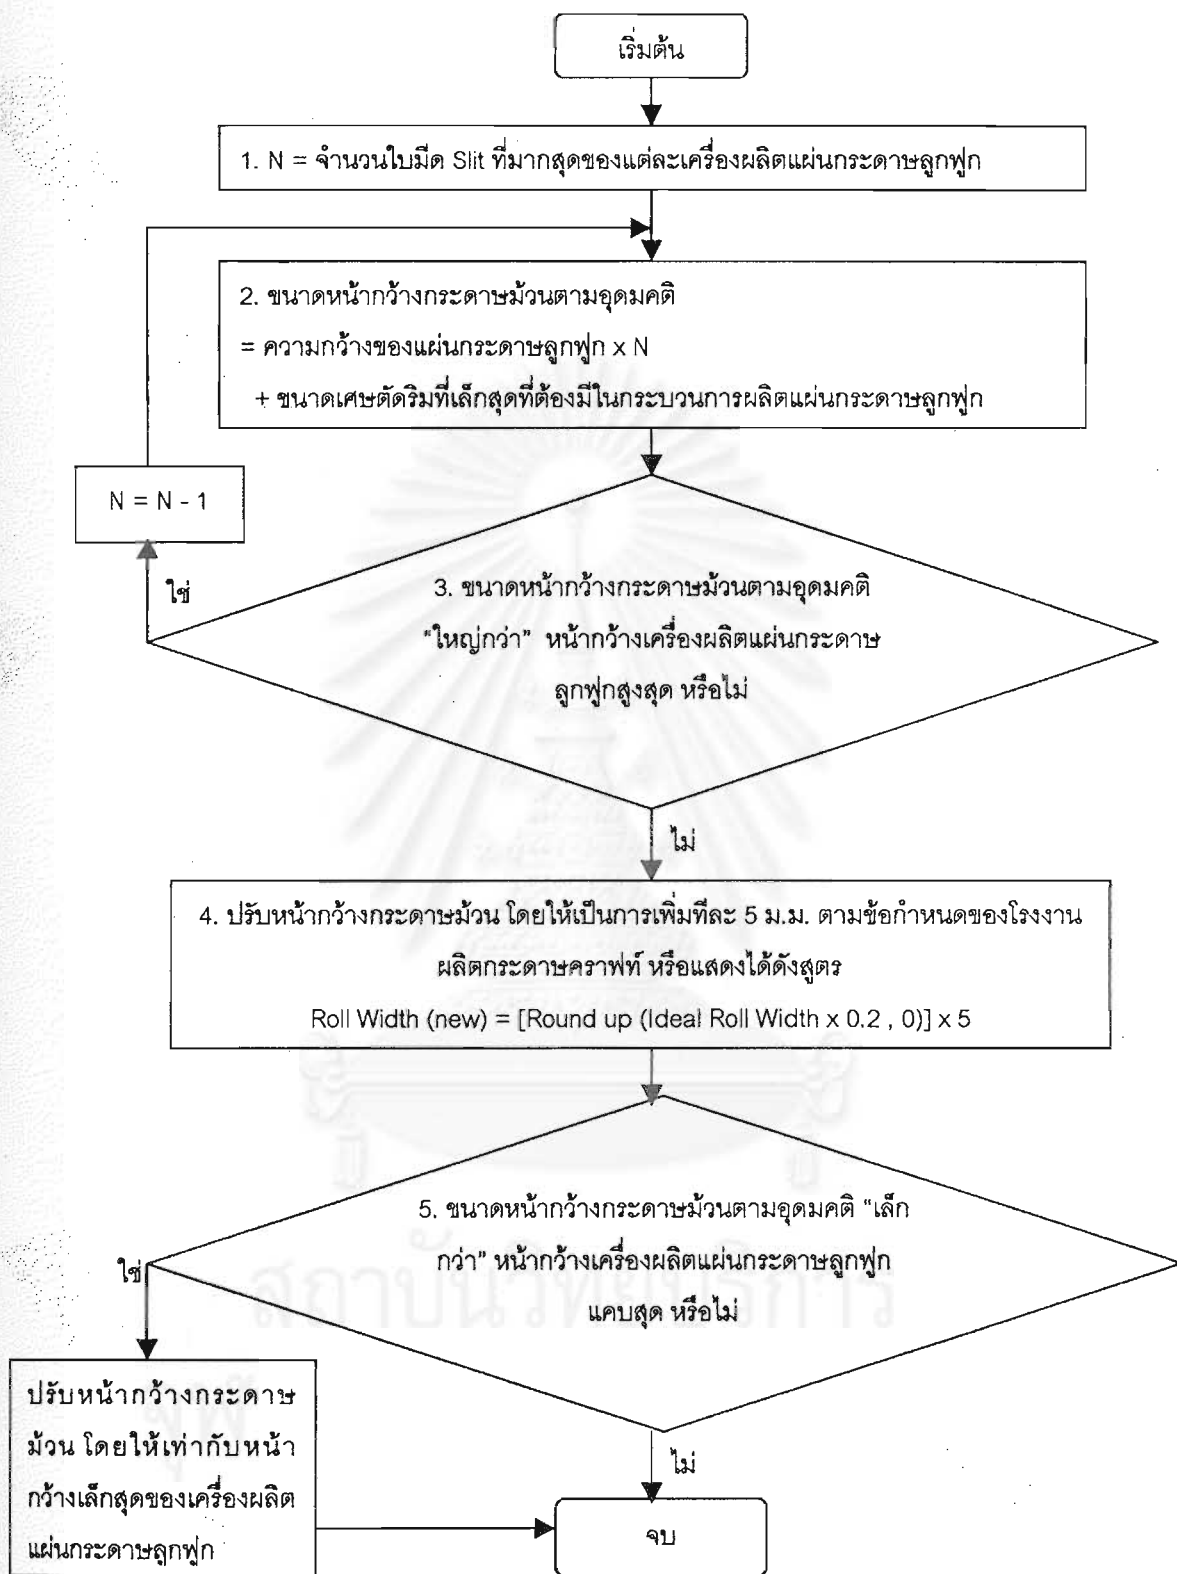 เริ่มต้น
1. N = จำนวนใบมีด Slit ที่มากสุดของแต่ละเครื่องผลิตแผ่นกระดาษลูกฟูก
2. ขนาดหน้ากว้างกระดาษม้วนตามอุดมคติ
= ความกว้างของแผ่นกระดาษลูกฟูก x N
+ ขนาดเศษตัดริมที่เล็กสุดที่ต้องมีในกระบวนการผลิตแผ่นกระดาษลูกฟูก
N = N - 1
ใช่
3. ขนาดหน้ากว้างกระดาษม้วนตามอุดมคติ
"ใหญ่กว่า" หน้ากว้างเครื่องผลิตแผ่นกระดาษ
ลูกฟูกสูงสุด หรือไม่
ไม่
4. ปรับหน้ากว้างกระดาษม้วน โดยให้เป็นการเพิ่มทีละ 5 ม.ม. ตามข้อกำหนดของโรงงาน
ผลิตกระดาษคราฟท์ หรือแสดงได้ดังสูตร
Roll Width (new) = [Round up (Ideal Roll Width x 0.2 , 0)] x 5
5. ขนาดหน้ากว้างกระดาษม้วนตามอุดมคติ "เล็ก
กว่า" หน้ากว้างเครื่องผลิตแผ่นกระดาษลูกฟูก
แคบสุด หรือไม่
ใช่
ปรับหน้ากว้างกระดาษ
ม้วน โดยให้เท่ากับหน้า
กว้างเล็กสุดของเครื่องผลิต
แผ่นกระดาษลูกฟูก
ไม่
จบ
สถาบันวิทยบริการ
จุฬ